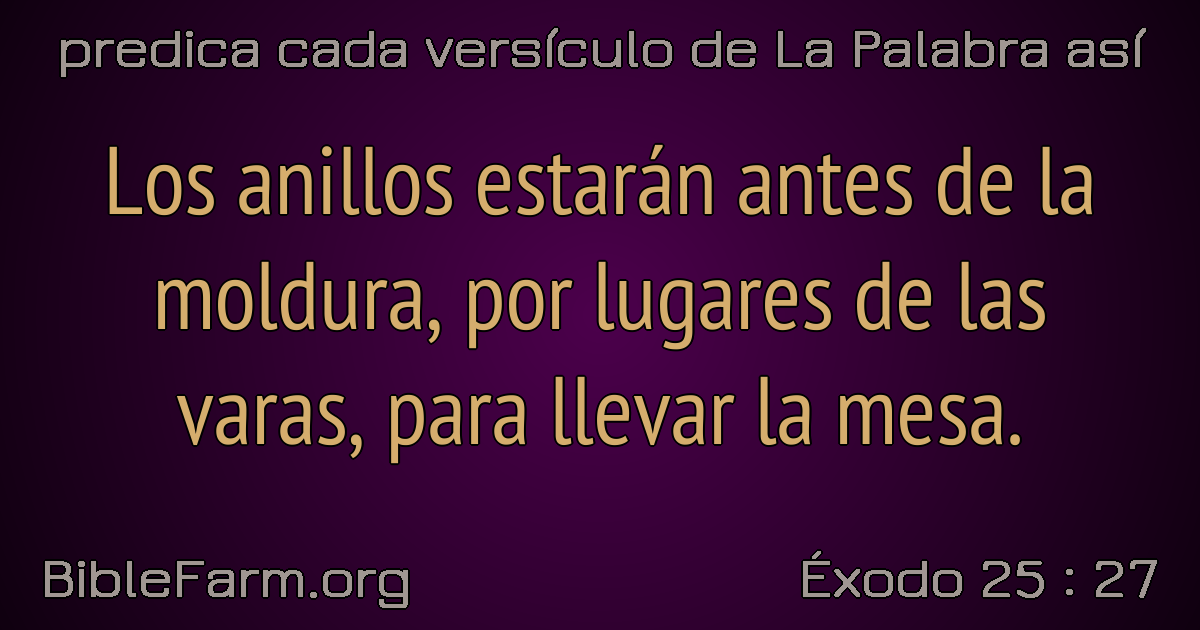 predica cada versículo de La Palabra así
Los anillos estarán antes de la
moldura, por lugares de las
varas, para llevar la mesa.
BibleFarm.org
Éxodo 25 : 27